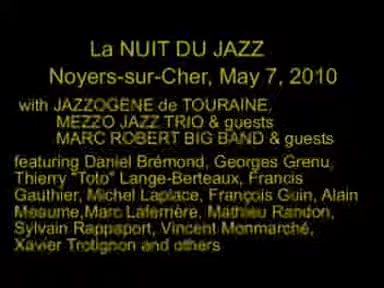 La NUIT DU JAZZ
Noyers-sur-Cher, May 7, 2010
with JAZZOGENE de TOURAINE,
MEZZO JAZZ TRIO & guests
MARC ROBERT BIG BAND & guests
featuring Daniel Brémond, Georges Grenu,
Thierry "Toto" Lange-Berteaux, Francis
Gauthier, Michel Laplace, François Guin, Alain
Meaume,Marc Laferrière, Mathieu Randon,
Sylvain Rappaport, Vincent Monmarché,
Xavier Trotignon and others